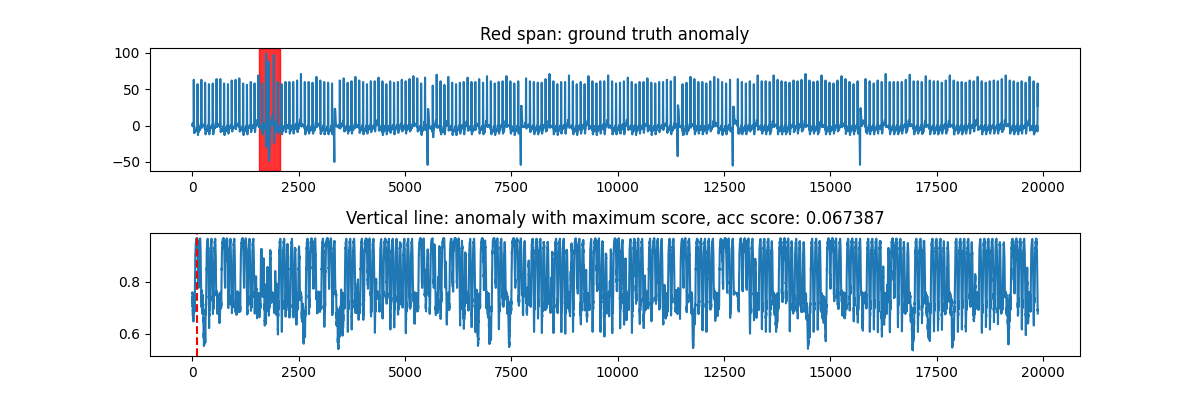 Red span: ground truth anomaly
100
50
0
−50
0 2500 5000 7500 10000 12500 15000 17500 20000
Vertical line: anomaly with maximum score, acc score: 0.067387
0.8
0.6
0 2500 5000 7500 10000 12500 15000 17500 20000